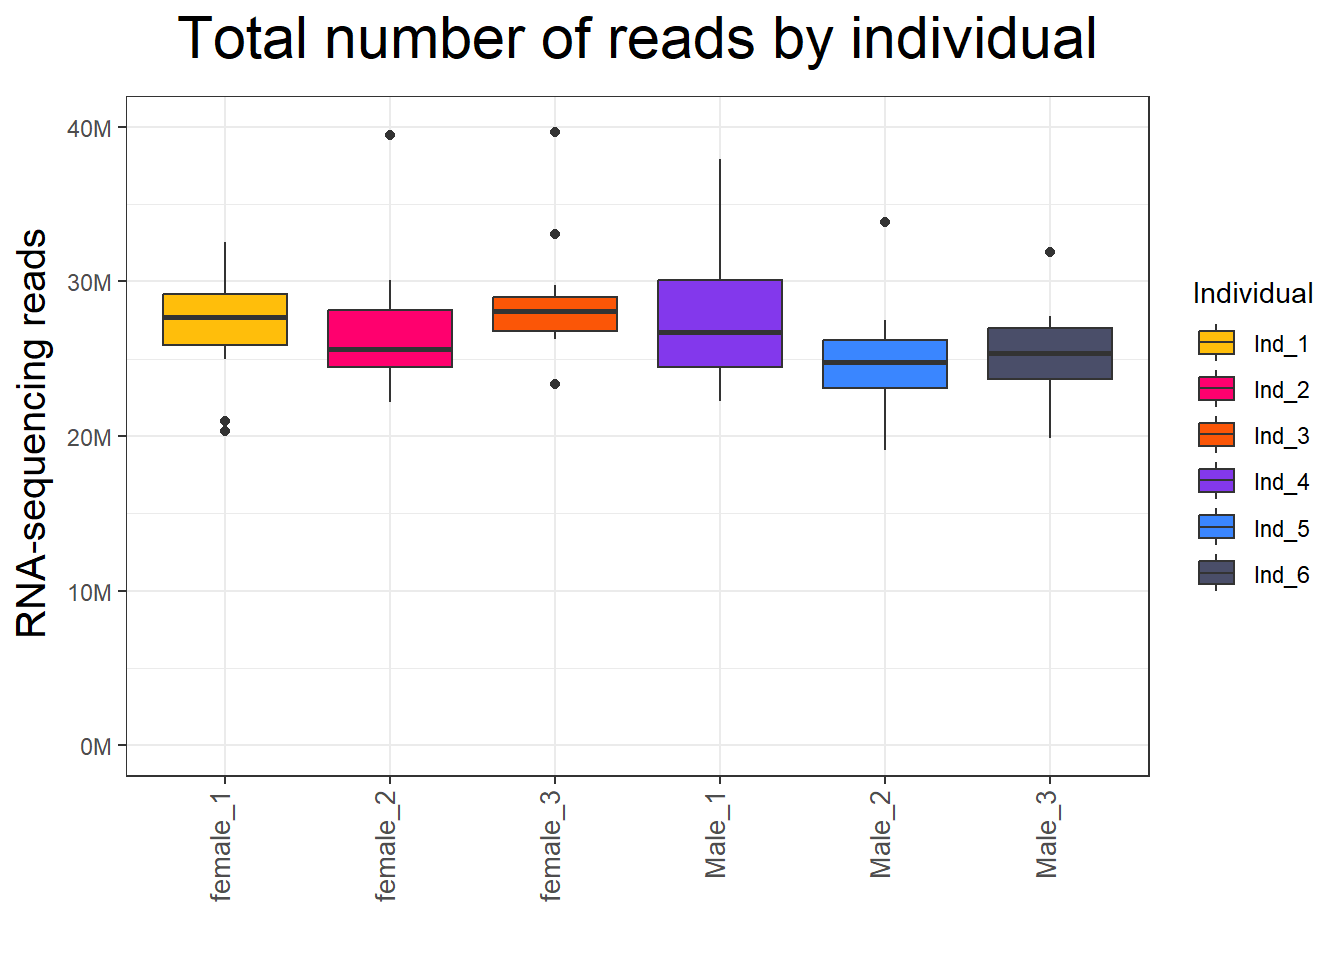 Total number of reads by individual
RNA-sequencing reads
40M
30M
20M
10M
0M
female_1
female_2
female_3
Male_1
Male_2
Male_3
Individual
Ind_1
Ind_2
Ind_3
Ind_4
Ind_5
Ind_6